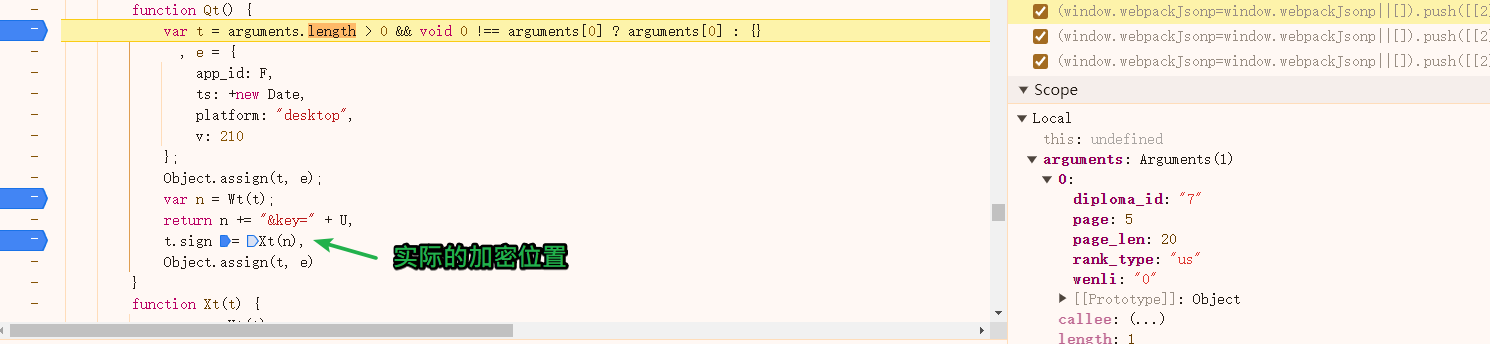 function Qt() {
var t = arguments.length > 0 && void 0 !== arguments[0] ? arguments[0] : {}
, e = {
app_id: F,
ts: +new Date,
platform: "desktop",
v: 210
};
Object.assign(t, e);
var n = Wt(t);
return n += "&key=" + U,
t.sign = Xt(n),
Object.assign(t, e)
}
function Xt(t) {
实际的加密位置
(window.webpackJsonp=window.webpackJsonp||[]).push([[2
(window.webpackJsonp=window.webpackJsonp||[]).push([[2
(window.webpackJsonp=window.webpackJsonp||[]).push([[2
Scope
Local
this: undefined
arguments: Arguments(1)
0:
diploma_id: "7"
page: 5
page_len: 20
rank_type: "us"
wenli: "0"
[[Prototype]]: Object
callee: (...)
length: 1